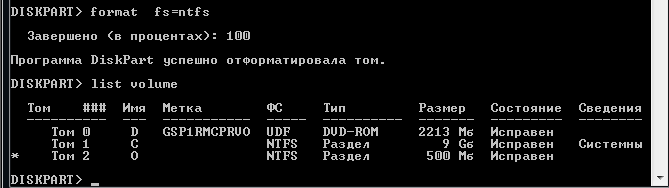 DISKPART> format  fs=ntfs
  Завершено (в процентах): 100
Программа DiskPart успешно отформатировала том.
DISKPART> list volume
  Том    ###  Имя  Метка        ФС     Тип         Размер   Состояние  Сведения
  ----------  ---  -----------  -----  ----------  -------  ---------  --------
    Том 0     D    GSP1RMCPRVO  UDF    DVD-ROM     2213 Mб  Исправен
    Том 1     C                 NTFS   Раздел         9 Gб  Исправен   Системны
*   Том 2     O                 NTFS   Раздел       500 Mб  Исправен
DISKPART> _